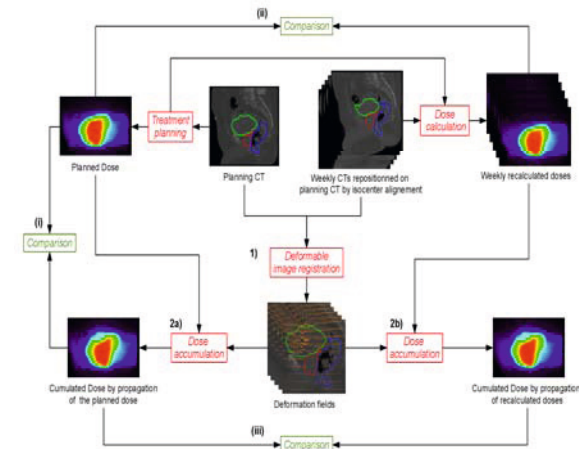 (ii)
Comparison
Treatment
planning
Dose
calculation
Planned Dose
Planning CT
Weekly CTs repositionned on
planning CT by isocenter alignement
Weekly recalculated doses
(i)
Comparison
1)
Deformable
image registration
2a)
Dose
accumulation
2b)
Dose
accumulation
Cumulated Dose by propagation
of the planned dose
Deformation fields
Cumulated Dose by propagation
of recalculated doses
(iii)
Comparison